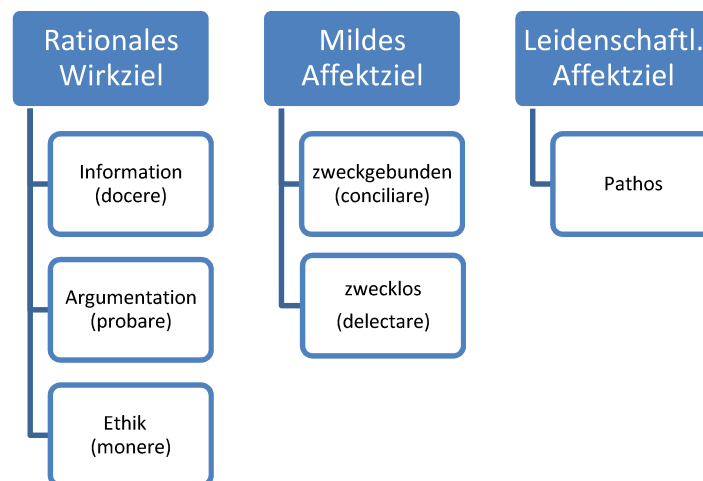 Rationales
Wirkziel
Information
(docere)
Argumentation
(probare)
Ethik
(monere)
Mildes
Affektziel
zweckgebunden
(conciliare)
zwecklos
(delectare)
Leidenschaftl.
Affektziel
Pathos